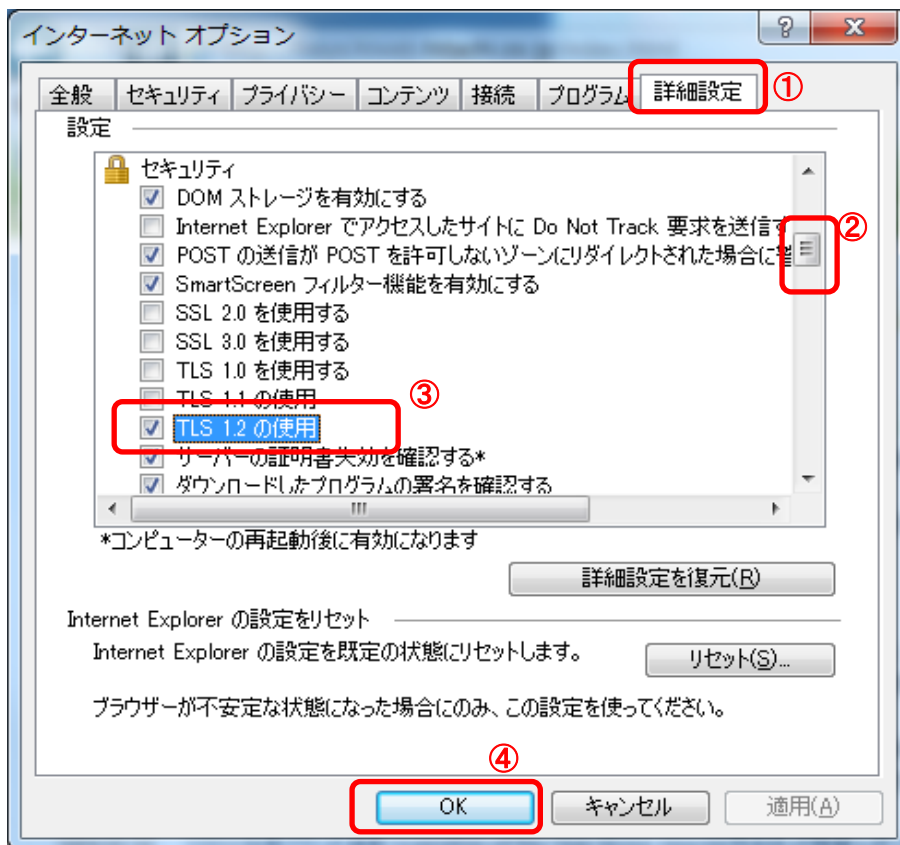 インターネット オプション
全般 セキュリティ プライバシー コンテンツ 接続 プログラム 詳細設定 ①
設定
セキュリティ
DOM ストレージを有効にする
Internet Explorer でアクセスしたサイトに Do Not Track 要求を送信す ②
POST の送信が POST を許可しないゾーンにリダイレクトされた場合に警
SmartScreen フィルター機能を有効にする
SSL 2.0 を使用する
SSL 3.0 を使用する
TLS 1.0 を使用する
TLS 1.1 の使用 ③
TLS 1.2 の使用
サーバーの証明書失効を確認する*
ダウンロードしたプログラムの署名を確認する
*コンピューターの再起動後に有効になります
詳細設定を復元(R)
Internet Explorer の設定をリセット
Internet Explorer の設定を既定の状態にリセットします。 リセット(S)...
ブラウザーが不安定な状態になった場合にのみ、この設定を使ってください。
④
OK キャンセル 適用(A)